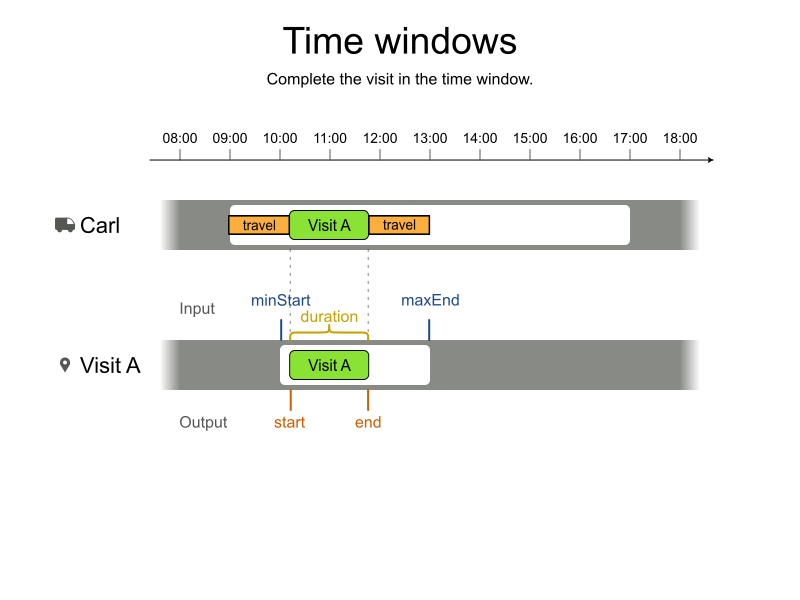 Time windows
Complete the visit in the time window.
08:00 09:00 10:00 11:00 12:00 13:00 14:00 15:00 16:00 17:00 18:00
Carl
travel Visit A travel
Input
minStart
maxEnd
duration
Visit A
Visit A
Output
start
end